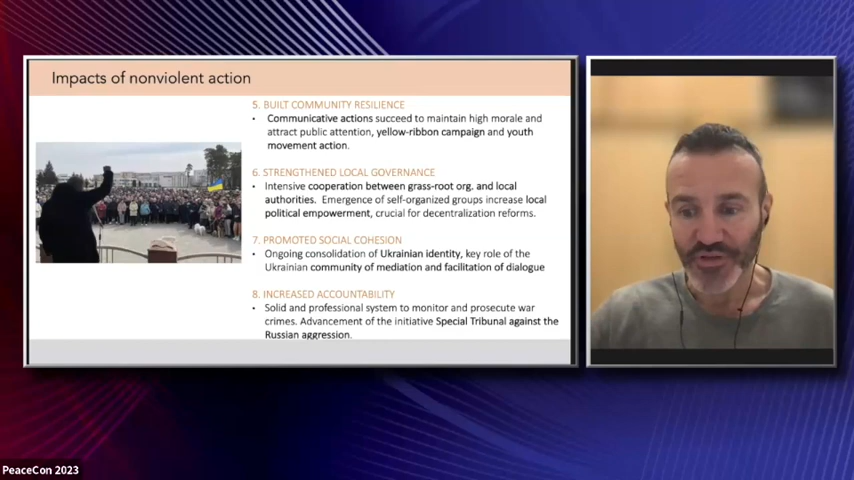 Impacts of nonviolent action
5. BUILT COMMUNITY RESILIENCE
• Communicative actions succeed to maintain high morale and
attract public attention, yellow-ribbon campaign and youth
movement action.
6. STRENGTHENED LOCAL GOVERNANCE
• Intensive cooperation between grass-root org. and local
authorities. Emergence of self-organized groups increase local
political empowerment, crucial for decentralization reforms.
7. PROMOTED SOCIAL COHESION
• Ongoing consolidation of Ukrainian identity, key role of the
Ukrainian community of mediation and facilitation of dialogue
8. INCREASED ACCOUNTABILITY
• Solid and professional system to monitor and prosecute war
crimes. Advancement of the initiative Special Tribunal against the
Russian aggression.
PeaceCon 2023